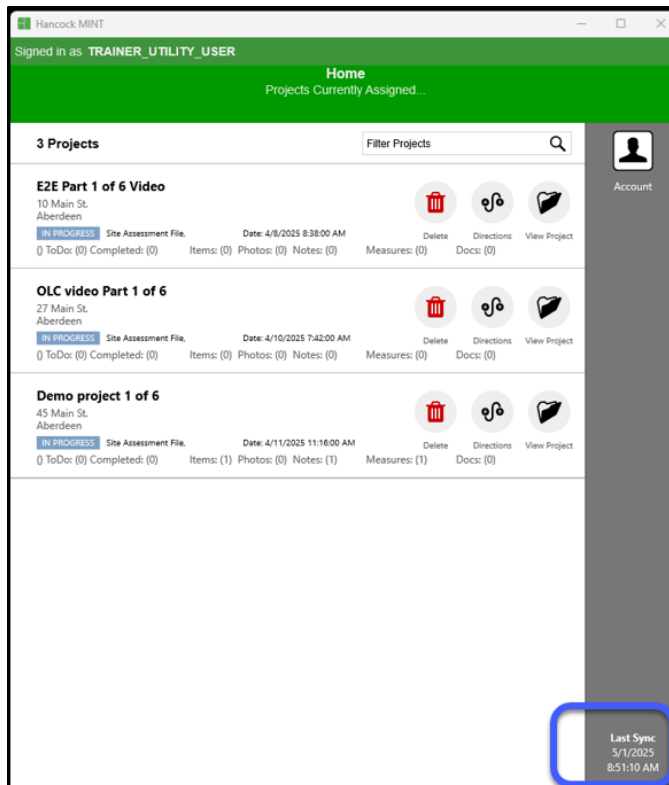 Hancock MINT
Signed in as TRAINER_UTILITY_USER
Home
Projects Currently Assigned...
3 Projects
Filter Projects
Account
E2E Part 1 of 6 Video
10 Main St.
Aberdeen
IN PROGRESS Site Assessment File, Date: 4/8/2025 8:38:00 AM
Delete Directions View Project
() ToDo: (0) Completed: (0) Items: (0) Photos: (0) Notes: (0) Measures: (0) Docs: (0)
OLC video Part 1 of 6
27 Main St.
Aberdeen
IN PROGRESS Site Assessment File, Date: 4/10/2025 7:42:00 AM
Delete Directions View Project
() ToDo: (0) Completed: (0) Items: (0) Photos: (0) Notes: (0) Measures: (0) Docs: (0)
Demo project 1 of 6
45 Main St.
Aberdeen
IN PROGRESS Site Assessment File, Date: 4/11/2025 11:16:00 AM
Delete Directions View Project
() ToDo: (0) Completed: (0) Items: (1) Photos: (0) Notes: (1) Measures: (1) Docs: (0)
Last Sync
5/1/2025
8:51:10 AM